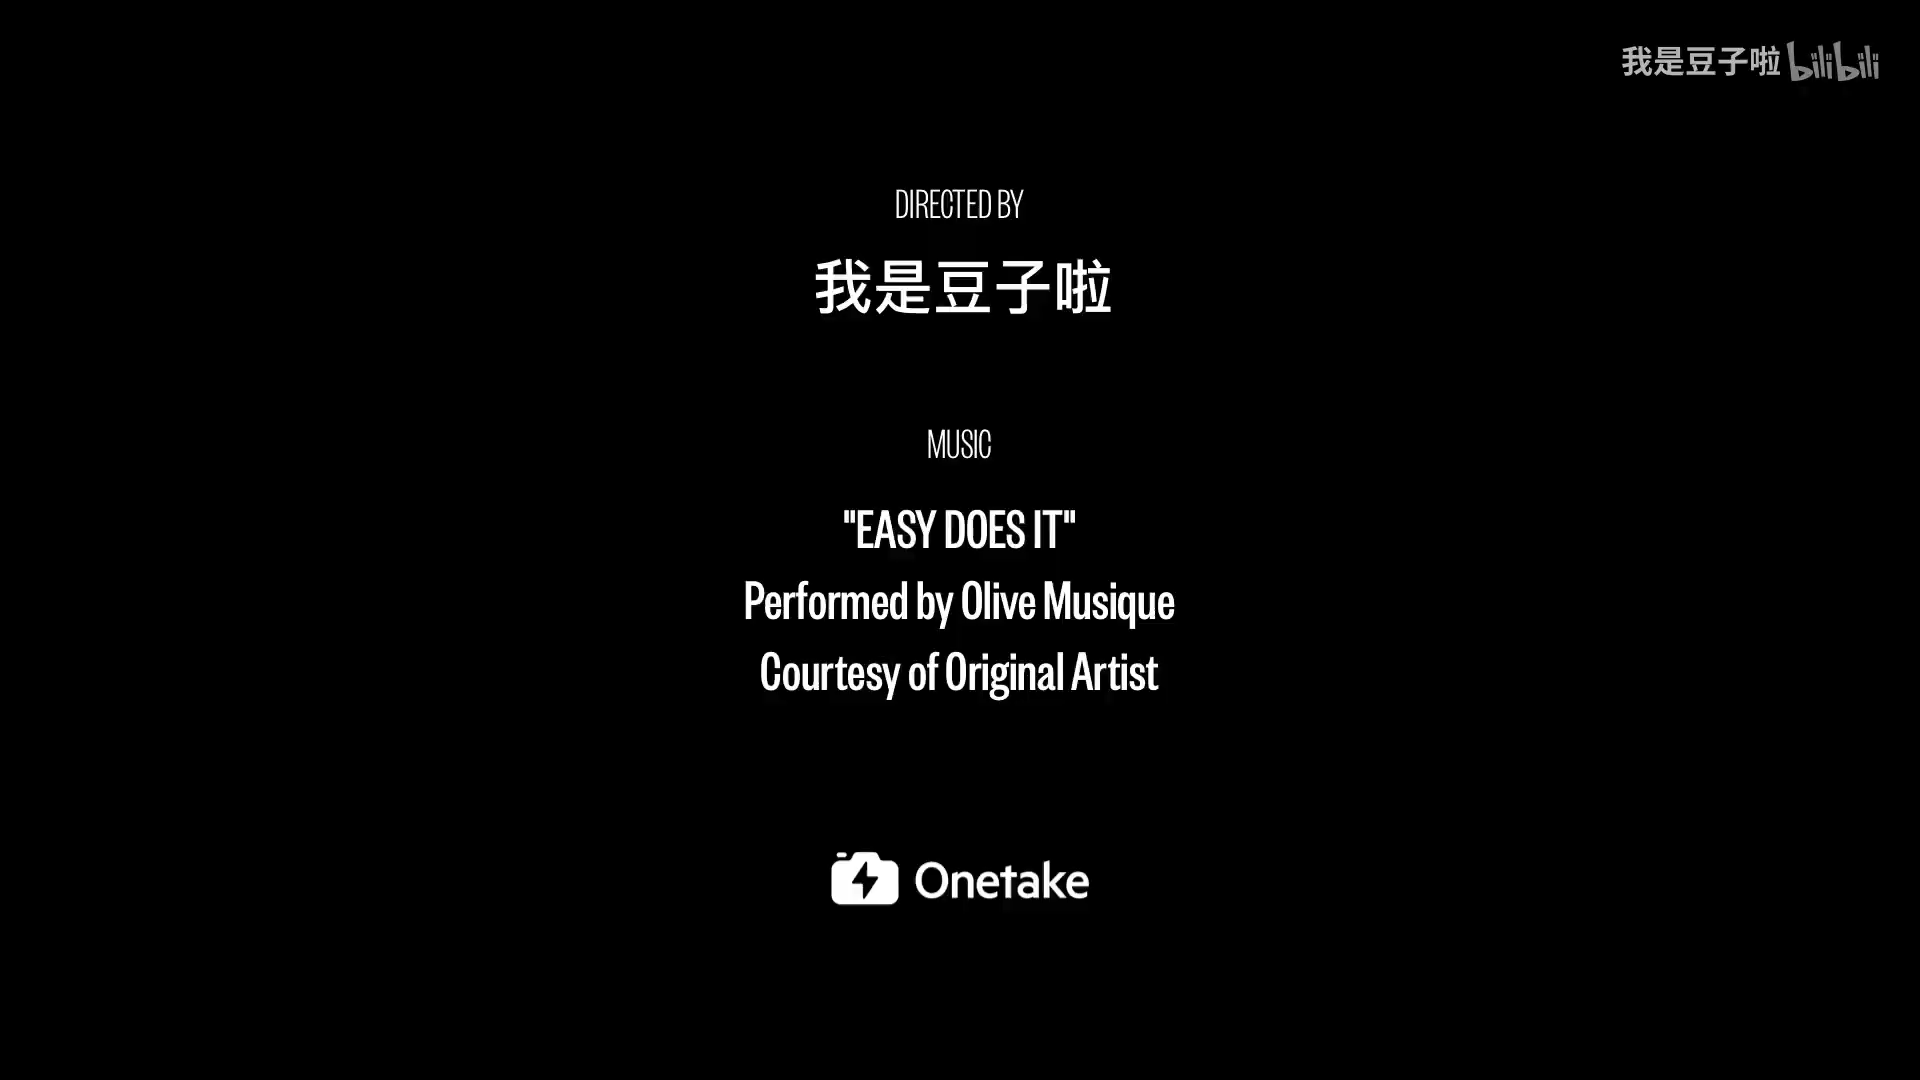 我是豆子啦 bilibili
DIRECTED BY
我是豆子啦
MUSIC
"EASY DOES IT"
Performed by Olive Musique
Courtesy of Original Artist
Onetake